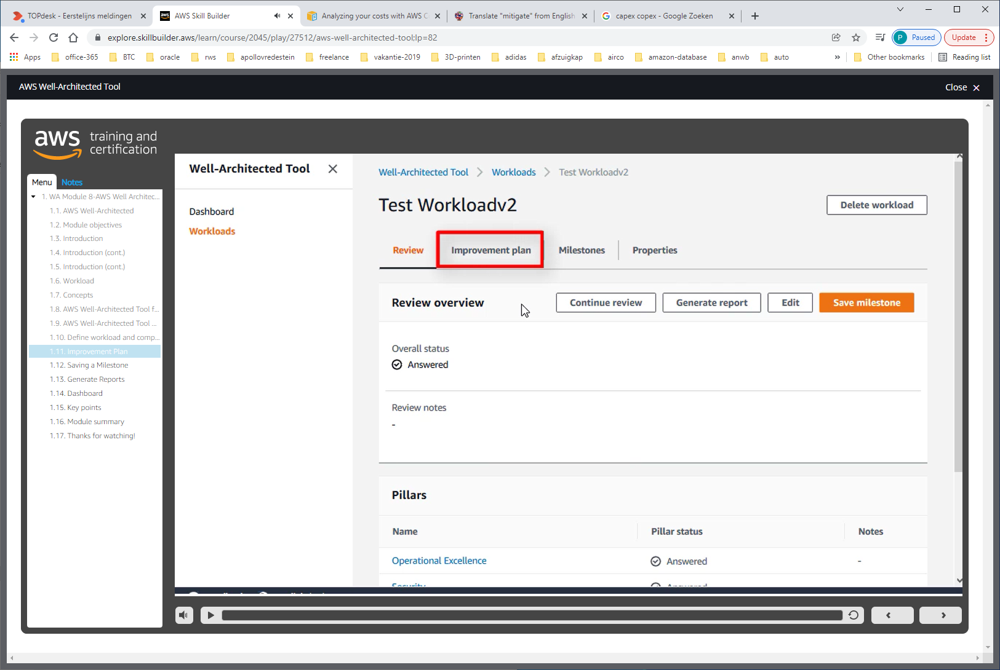 TOPdesk - Eerstelijns meldingen
AWS Skill Builder
Analyzing your costs with AWS C
Translate "mitigate" from English
capex copex - Google Zoeken
explore.skillbuilder.aws/learn/course/2045/play/27512/aws-well-architected-tool;lp=82
P Paused
Update
Apps office-365 BTC oracle rws apollovredestein freelance vakantie-2019 3D-printen adidas afzuigkap airco amazon-database anwb auto » Other bookmarks Reading list
AWS Well-Architected Tool
Close
aws training and
certification
Menu Notes
1. WA Module 8-AWS Well Architec...
1.1. AWS Well-Architected
1.2. Module objectives
1.3. Introduction
1.4. Introduction (cont.)
1.5. Introduction (cont.)
1.6. Workload
1.7. Concepts
1.8. AWS Well-Architected Tool f...
1.9. AWS Well-Architected Tool ...
1.10. Define workload and comp...
1.11. Improvement Plan
1.12. Saving a Milestone
1.13. Generate Reports
1.14. Dashboard
1.15. Key points
1.16. Module summary
1.17. Thanks for watching!
Well-Architected Tool
Dashboard
Workloads
Well-Architected Tool > Workloads > Test Workloadv2
Test Workloadv2
Delete workload
Review Improvement plan Milestones Properties
Review overview
Continue review Generate report Edit Save milestone
Overall status
Answered
Review notes
-
Pillars
Name Pillar status Notes
Operational Excellence Answered -
Security Answered